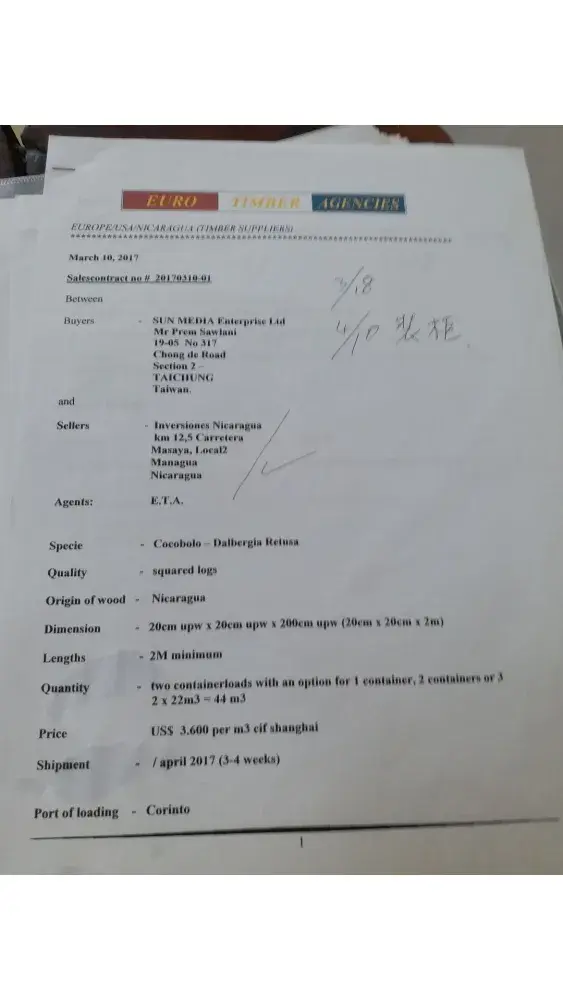 EURO TIMBER AGENCIES
EUROPE/USA/NICARAGUA (TIMBER SUPPLIERS)
March 10, 2017
Salescontract no # 20170310-01
3/18
Between
4/10 裝柜
Buyers - SUN MEDIA Enterprise Ltd
Mr Prem Sawlani
19-05 No 317
Chong de Road
Section 2 -
TAICHUNG
Taiwan.
and
Sellers - Inversiones Nicaragua
km 12,5 Carretera
Masaya, Local2
Managua
Nicaragua
Agents: E.T.A.
Specie - Cocobolo - Dalbergia Retusa
Quality - squared logs
Origin of wood - Nicaragua
Dimension - 20cm upw x 20cm upw x 200cm upw (20cm x 20cm x 2m)
Lengths - 2M minimum
Quantity - two containerloads with an option for 1 container, 2 containers or 3
2 x 22m3 = 44 m3
Price US$ 3.600 per m3 cif shanghai
Shipment - / april 2017 (3-4 weeks)
Port of loading - Corinto
1